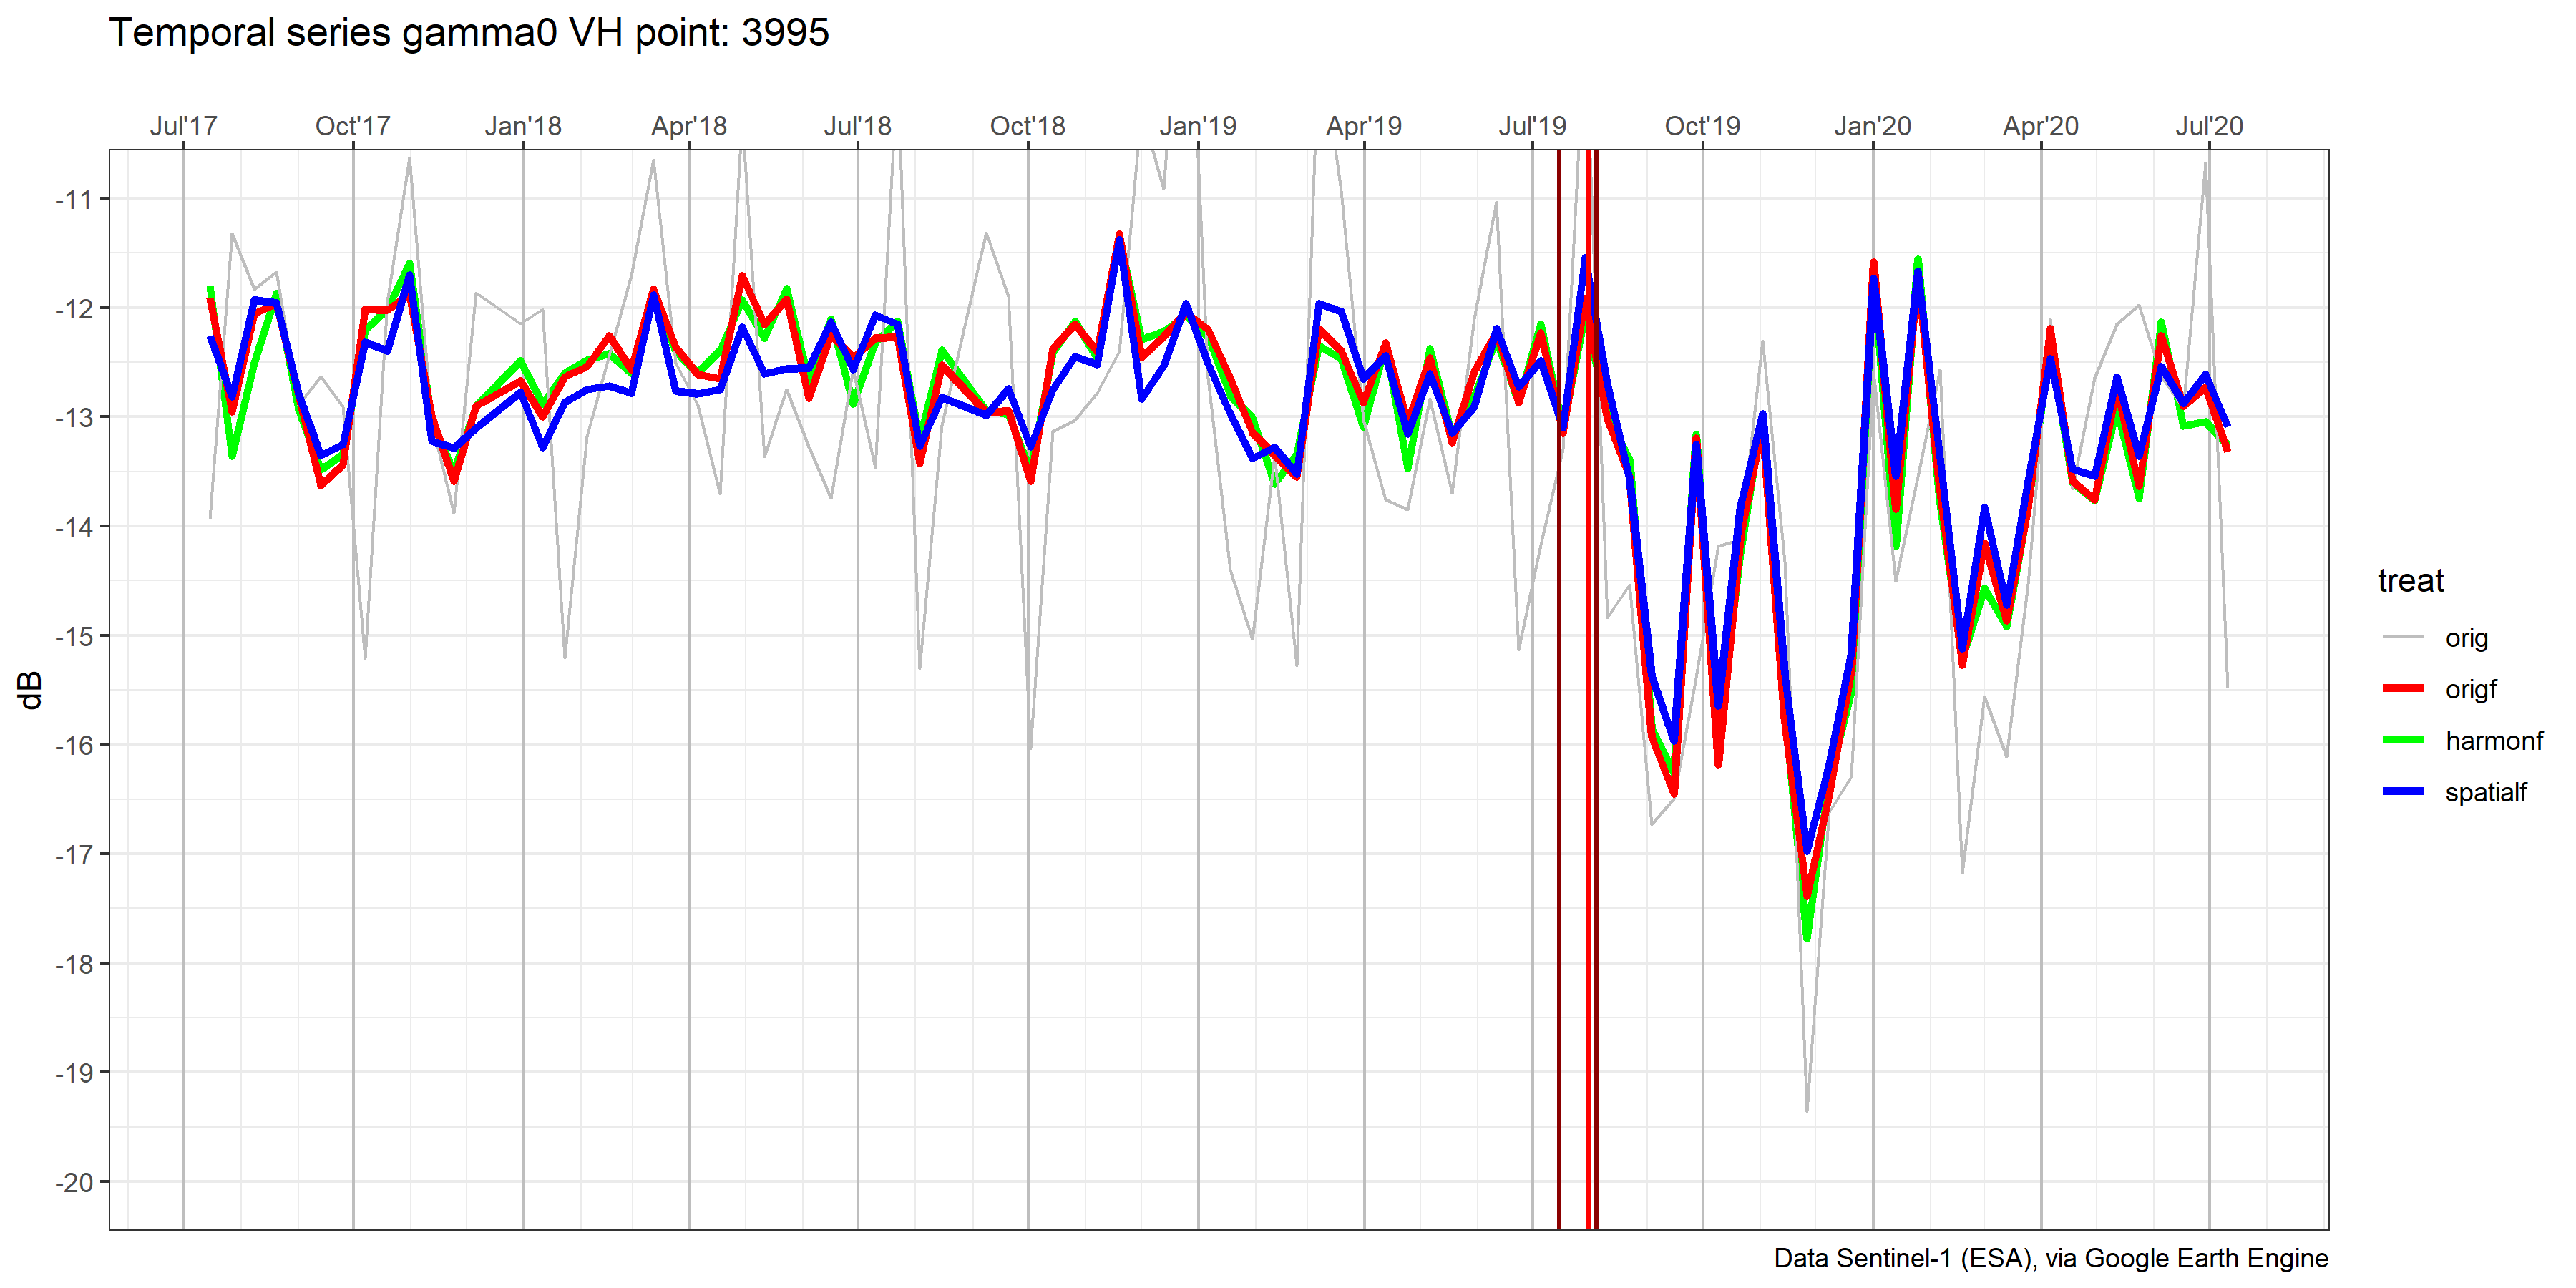 Temporal series gamma0 VH point: 3995
Jul'17 Oct'17 Jan'18 Apr'18 Jul'18 Oct'18 Jan'19 Apr'19 Jul'19 Oct'19 Jan'20 Apr'20 Jul'20
-11
-12
-13
-14
-15
-16
-17
-18
-19
-20
dB
treat
orig
origf
harmonf
spatialf
Data Sentinel-1 (ESA), via Google Earth Engine